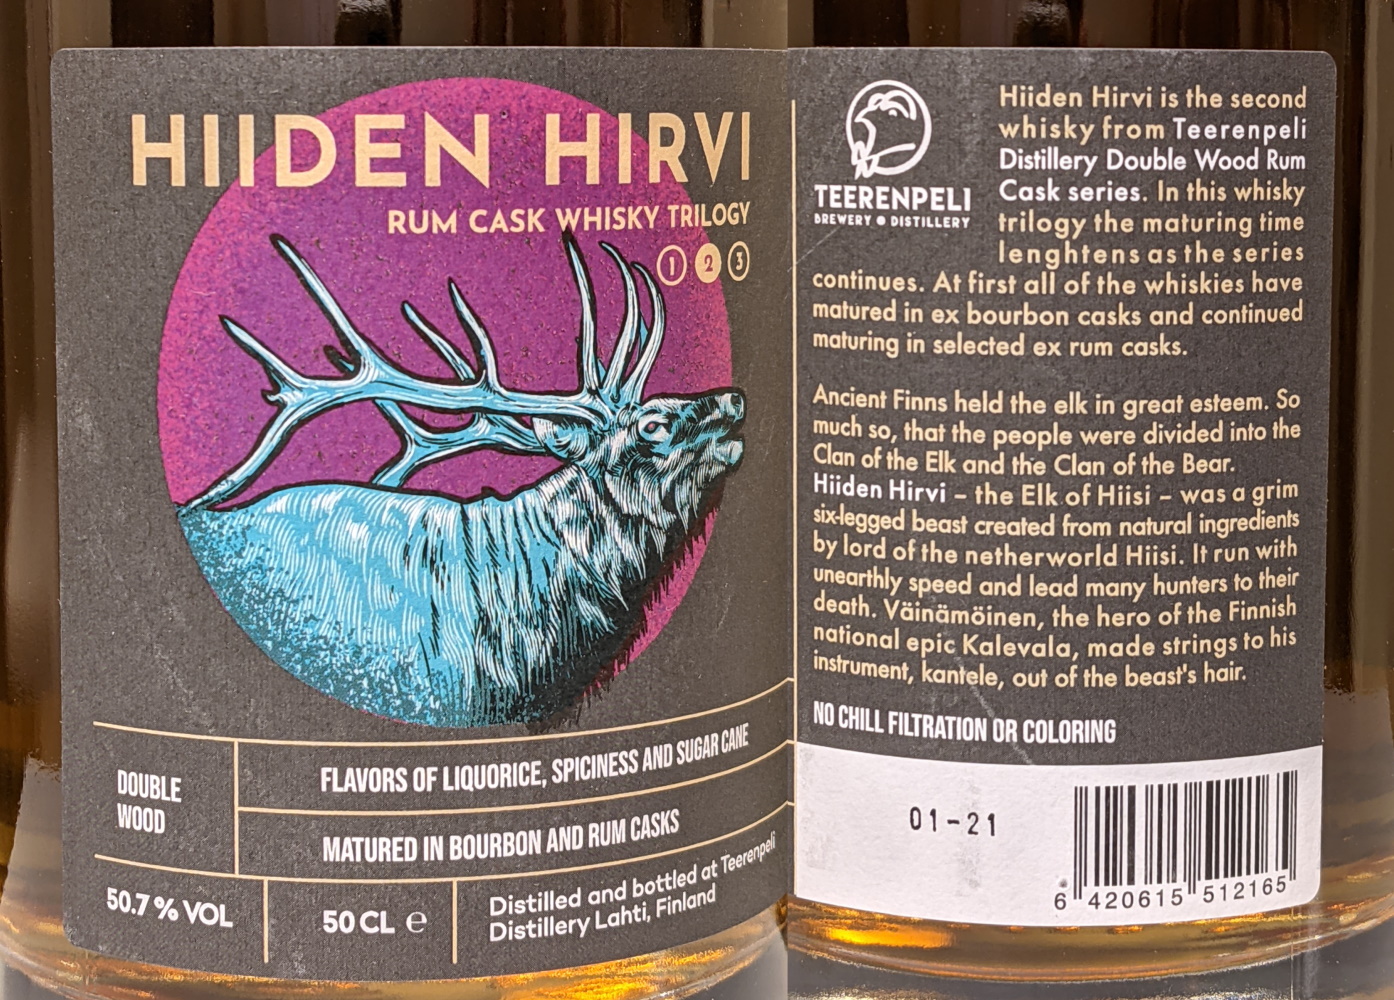 HIIDEN HIRVI
RUM CASK WHISKY TRILOGY
1 2 3
DOUBLE
WOOD
FLAVORS OF LIQUORICE, SPICINESS AND SUGAR CANE
MATURED IN BOURBON AND RUM CASKS
50.7 % VOL
50 CL ℮
Distilled and bottled at Teerenpeli
Distillery Lahti, Finland
TEERENPELI
BREWERY DISTILLERY
Hiiden Hirvi is the second
whisky from Teerenpeli
Distillery Double Wood Rum
Cask series. In this whisky
trilogy the maturing time
lenghtens as the series
continues. At first all of the whiskies have
matured in ex bourbon casks and continued
maturing in selected ex rum casks.
Ancient Finns held the elk in great esteem. So
much so, that the people were divided into the
Clan of the Elk and the Clan of the Bear.
Hiiden Hirvi – the Elk of Hiisi – was a grim
six-legged beast created from natural ingredients
by lord of the netherworld Hiisi. It run with
unearthly speed and lead many hunters to their
death. Väinämöinen, the hero of the Finnish
national epic Kalevala, made strings to his
instrument, kantele, out of the beast's hair.
NO CHILL FILTRATION OR COLORING
01-21
6 420615 512165